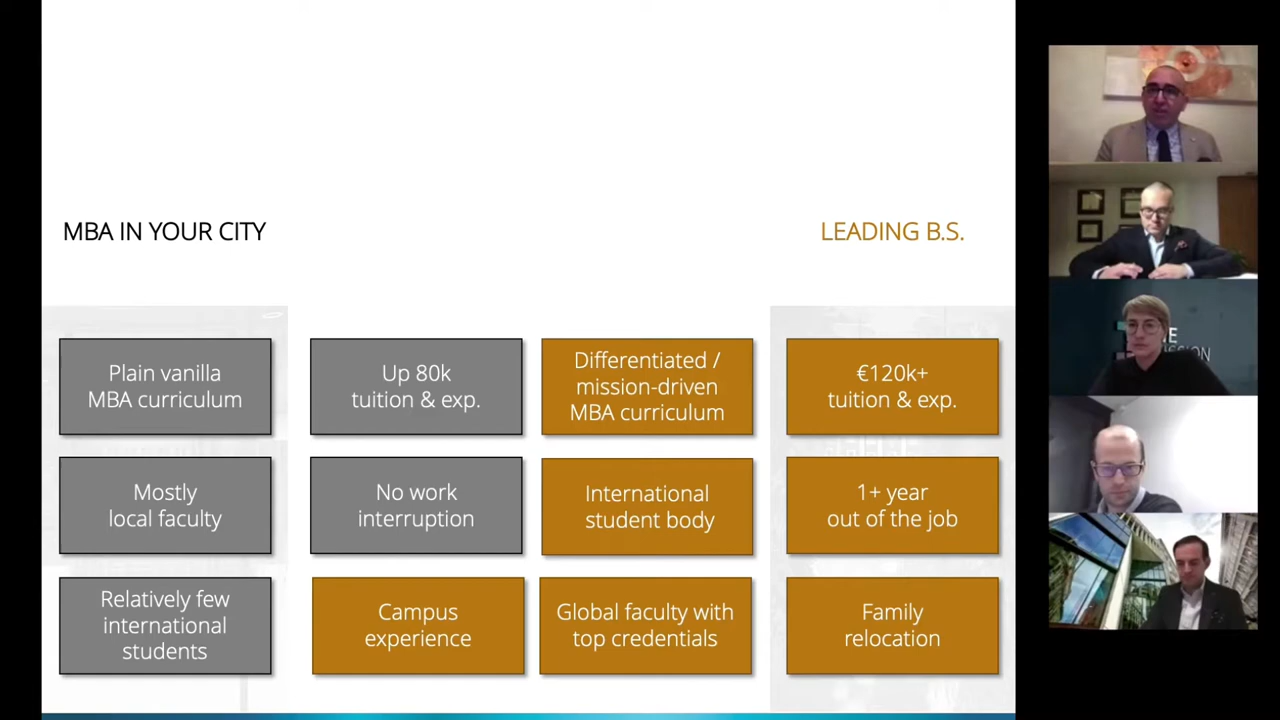 MBA IN YOUR CITY
LEADING B.S.
Plain vanilla
MBA curriculum
Up 80k
tuition & exp.
Differentiated /
mission-driven
MBA curriculum
€120k+
tuition & exp.
Mostly
local faculty
No work
interruption
International
student body
1+ year
out of the job
Relatively few
international
students
Campus
experience
Global faculty with
top credentials
Family
relocation